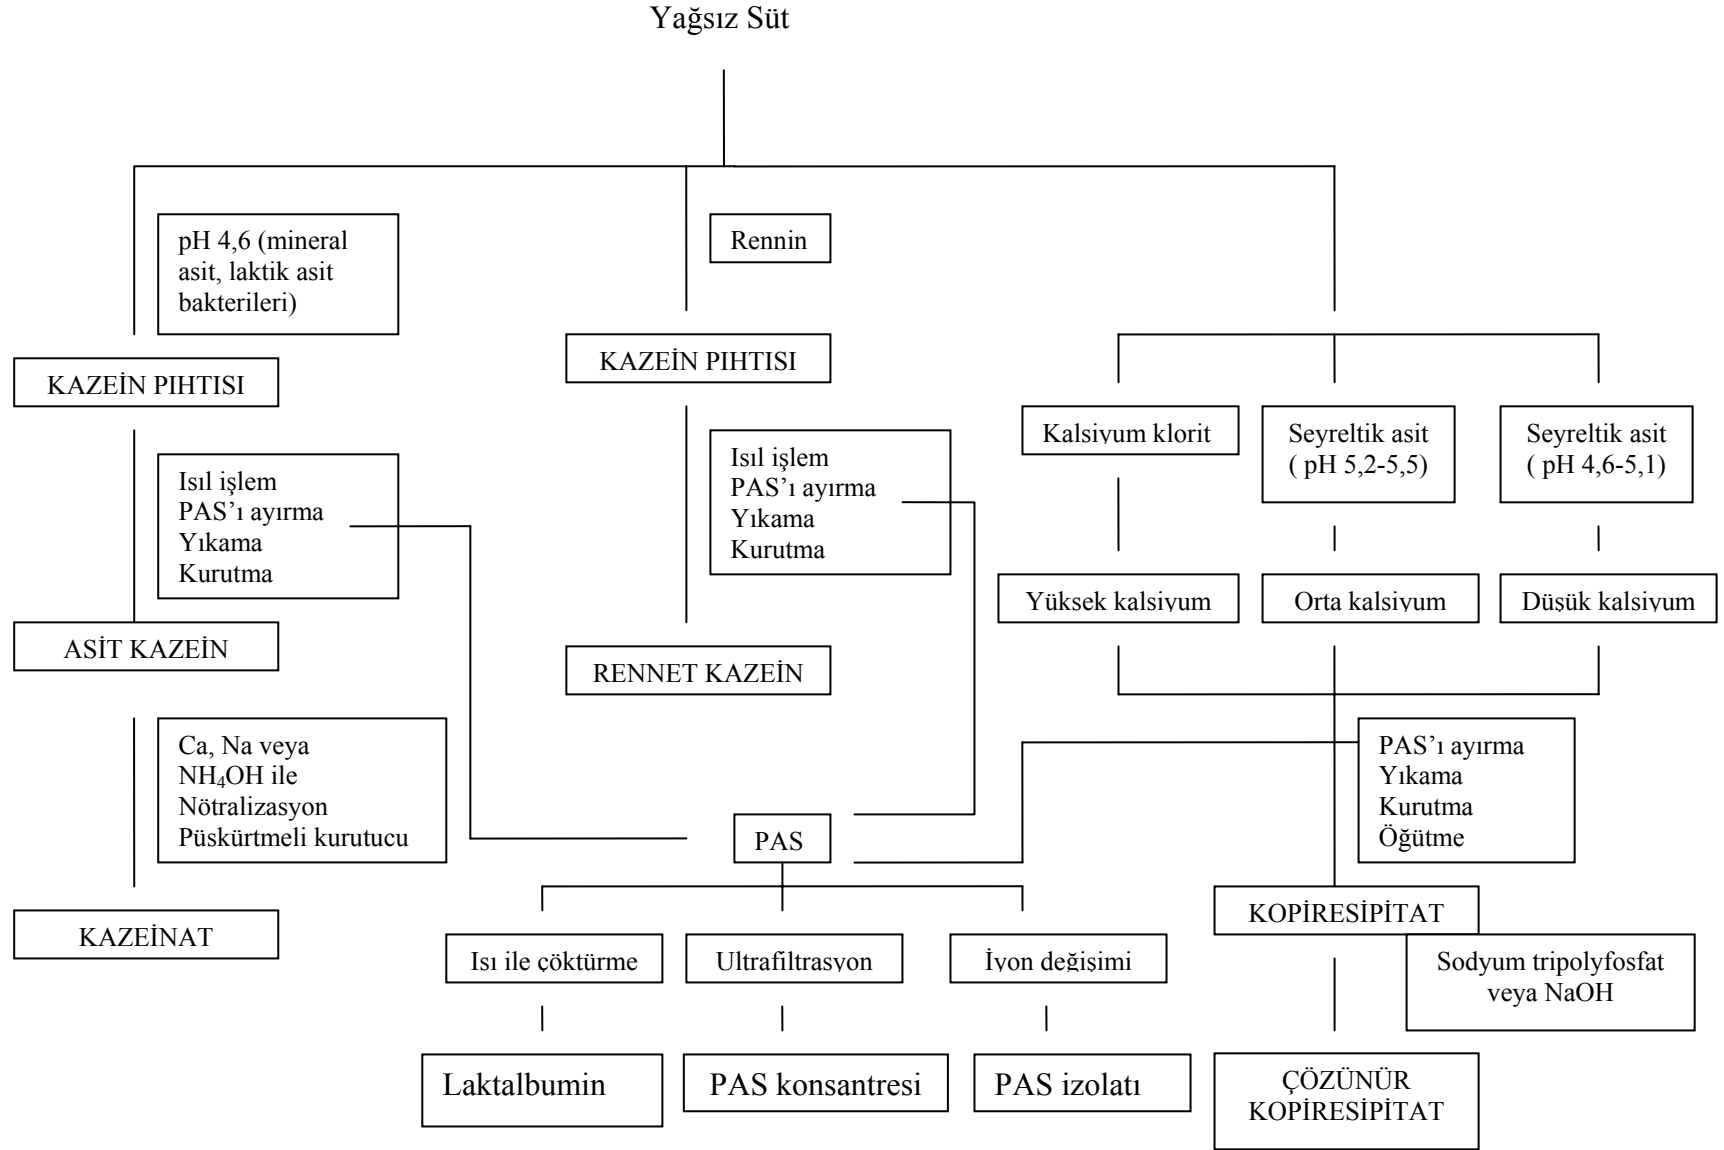 Yağsız Süt
pH 4,6 (mineral
asit, laktik asit
bakterileri)
Rennin
KAZEİN PIHTISI
KAZEİN PIHTISI
Kalsiyum klorit
Seyreltik asit
( pH 5,2-5,5)
Seyreltik asit
( pH 4,6-5,1)
Isıl işlem
PAS’ı ayırma
Yıkama
Kurutma
Isıl işlem
PAS’ı ayırma
Yıkama
Kurutma
Yüksek kalsiyum
Orta kalsiyum
Düşük kalsiyum
ASİT KAZEİN
RENNET KAZEİN
Ca, Na veya
NH₄OH ile
Nötralizasyon
Püskürtmeli kurutucu
PAS’ı ayırma
Yıkama
Kurutma
Öğütme
PAS
KAZEİNAT
KOPİRESİPİTAT
Isı ile çöktürme
Ultrafiltrasyon
İyon değişimi
Sodyum tripolyfosfat
veya NaOH
Laktalbumin
PAS konsantresi
PAS izolatı
ÇÖZÜNÜR
KOPİRESİPİTAT